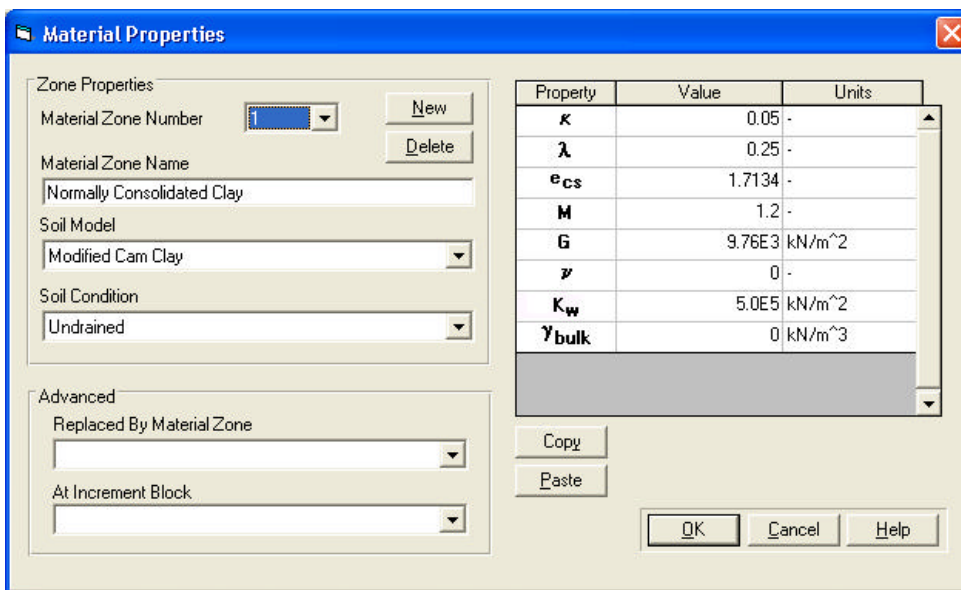 Material Properties
Zone Properties
Material Zone Number 1 New
Delete
Material Zone Name
Normally Consolidated Clay
Soil Model
Modified Cam Clay
Soil Condition
Undrained
Advanced
Replaced By Material Zone
At Increment Block
Property Value Units
κ 0.05 -
λ 0.25 -
ecs 1.7134 -
M 1.2 -
G 9.76E3 kN/m^2
ν 0 -
Kw 5.0E5 kN/m^2
γbulk 0 kN/m^3
Copy
Paste
OK Cancel Help